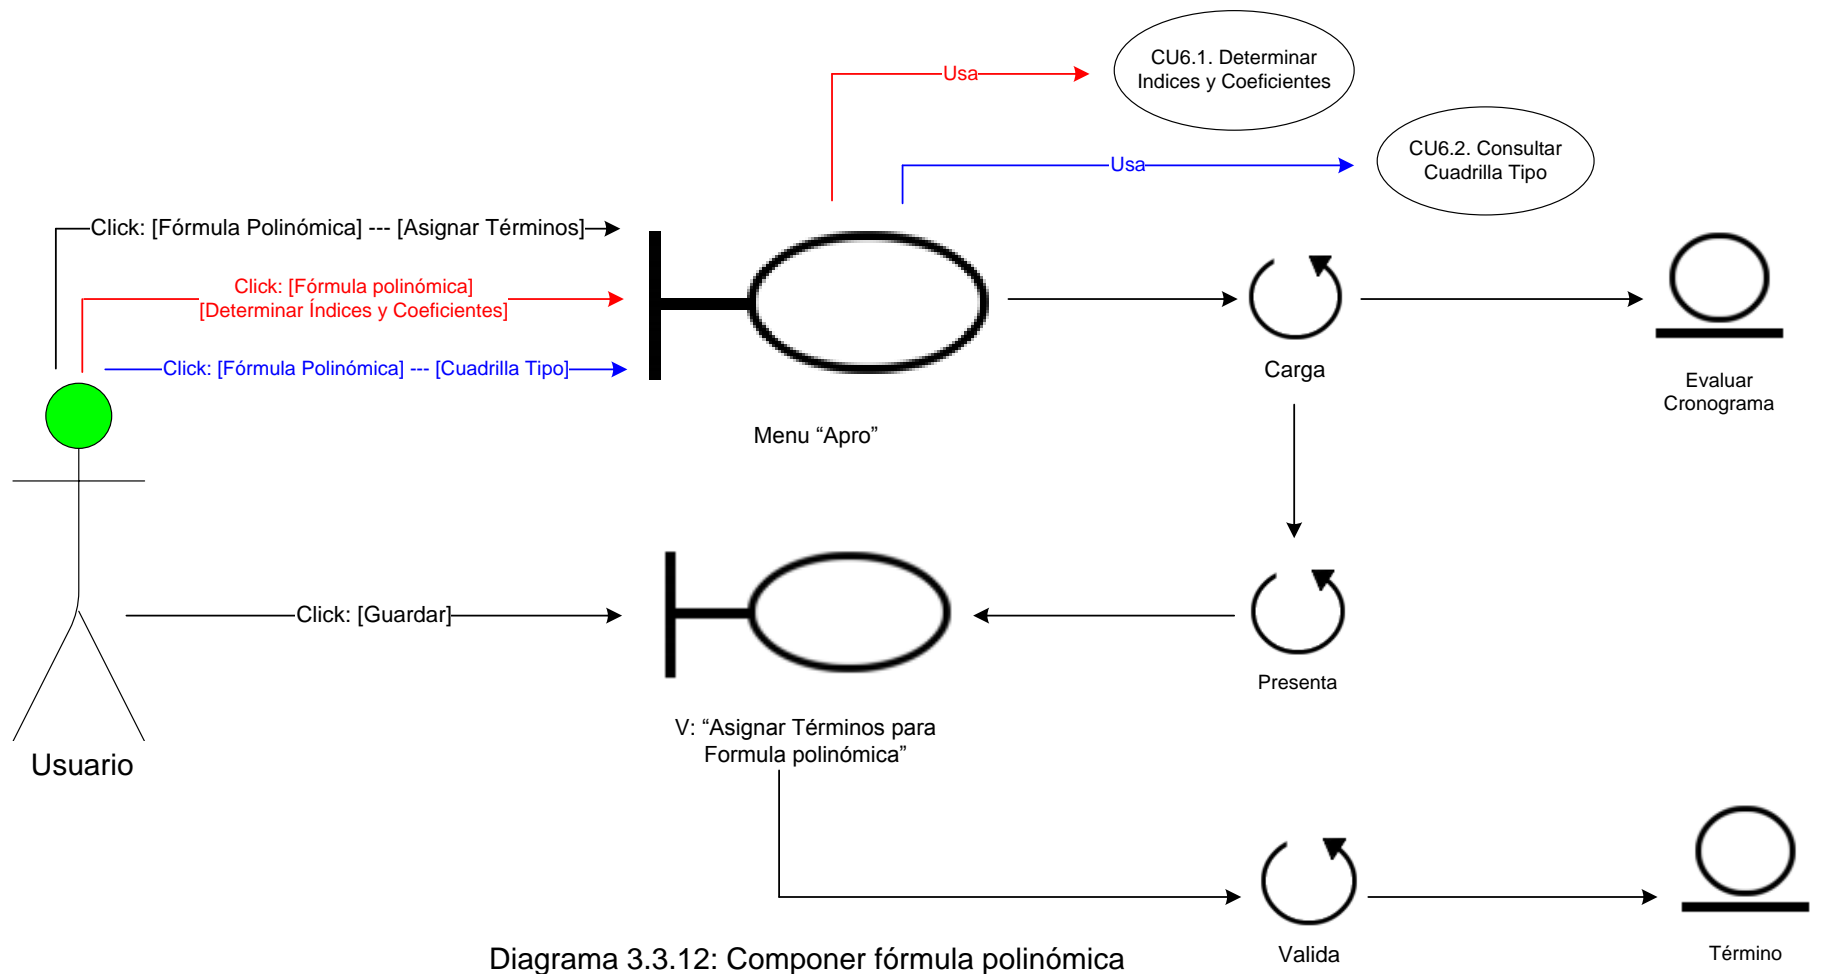 CU6.1. Determinar
Indices y Coeficientes
Usa
CU6.2. Consultar
Cuadrilla Tipo
Usa
Click: [Fórmula Polinómica] --- [Asignar Términos]
Click: [Fórmula polinómica]
[Determinar Índices y Coeficientes]
Click: [Fórmula Polinómica] --- [Cuadrilla Tipo]
Carga
Evaluar
Cronograma
Menu “Apro”
Click: [Guardar]
Presenta
V: “Asignar Términos para
Formula polinómica”
Usuario
Valida
Término
Diagrama 3.3.12: Componer fórmula polinómica